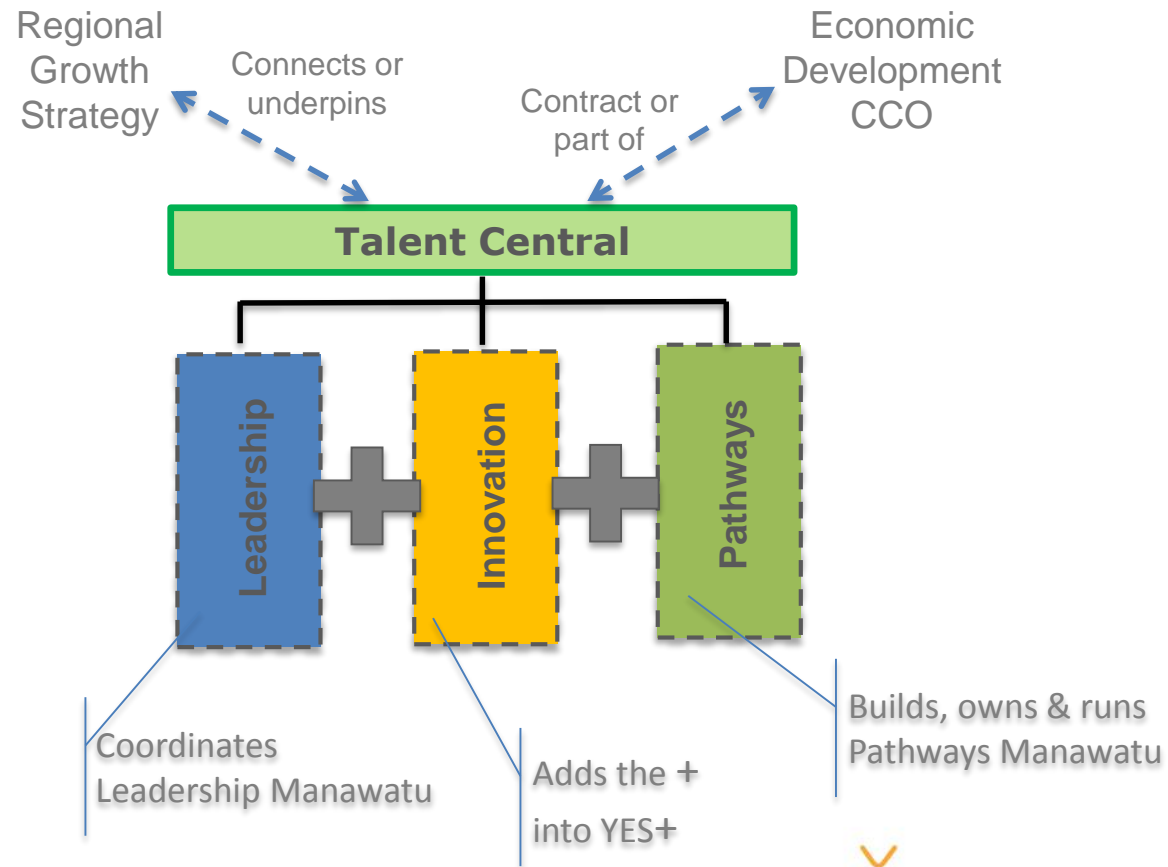 Regional
Growth
Strategy
Connects or
underpins
Contract or
part of
Economic
Development
CCO
Talent Central
Leadership
Innovation
Pathways
Coordinates
Leadership Manawatu
Adds the +
into YES+
Builds, owns & runs
Pathways Manawatu